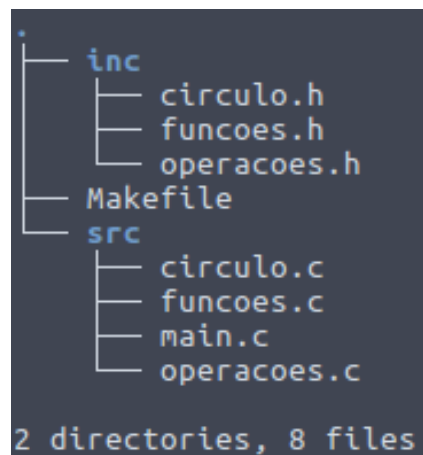 .
├── inc
│   ├── circulo.h
│   ├── funcoes.h
│   └── operacoes.h
├── Makefile
└── src
    ├── circulo.c
    ├── funcoes.c
    ├── main.c
    └── operacoes.c
2 directories, 8 files